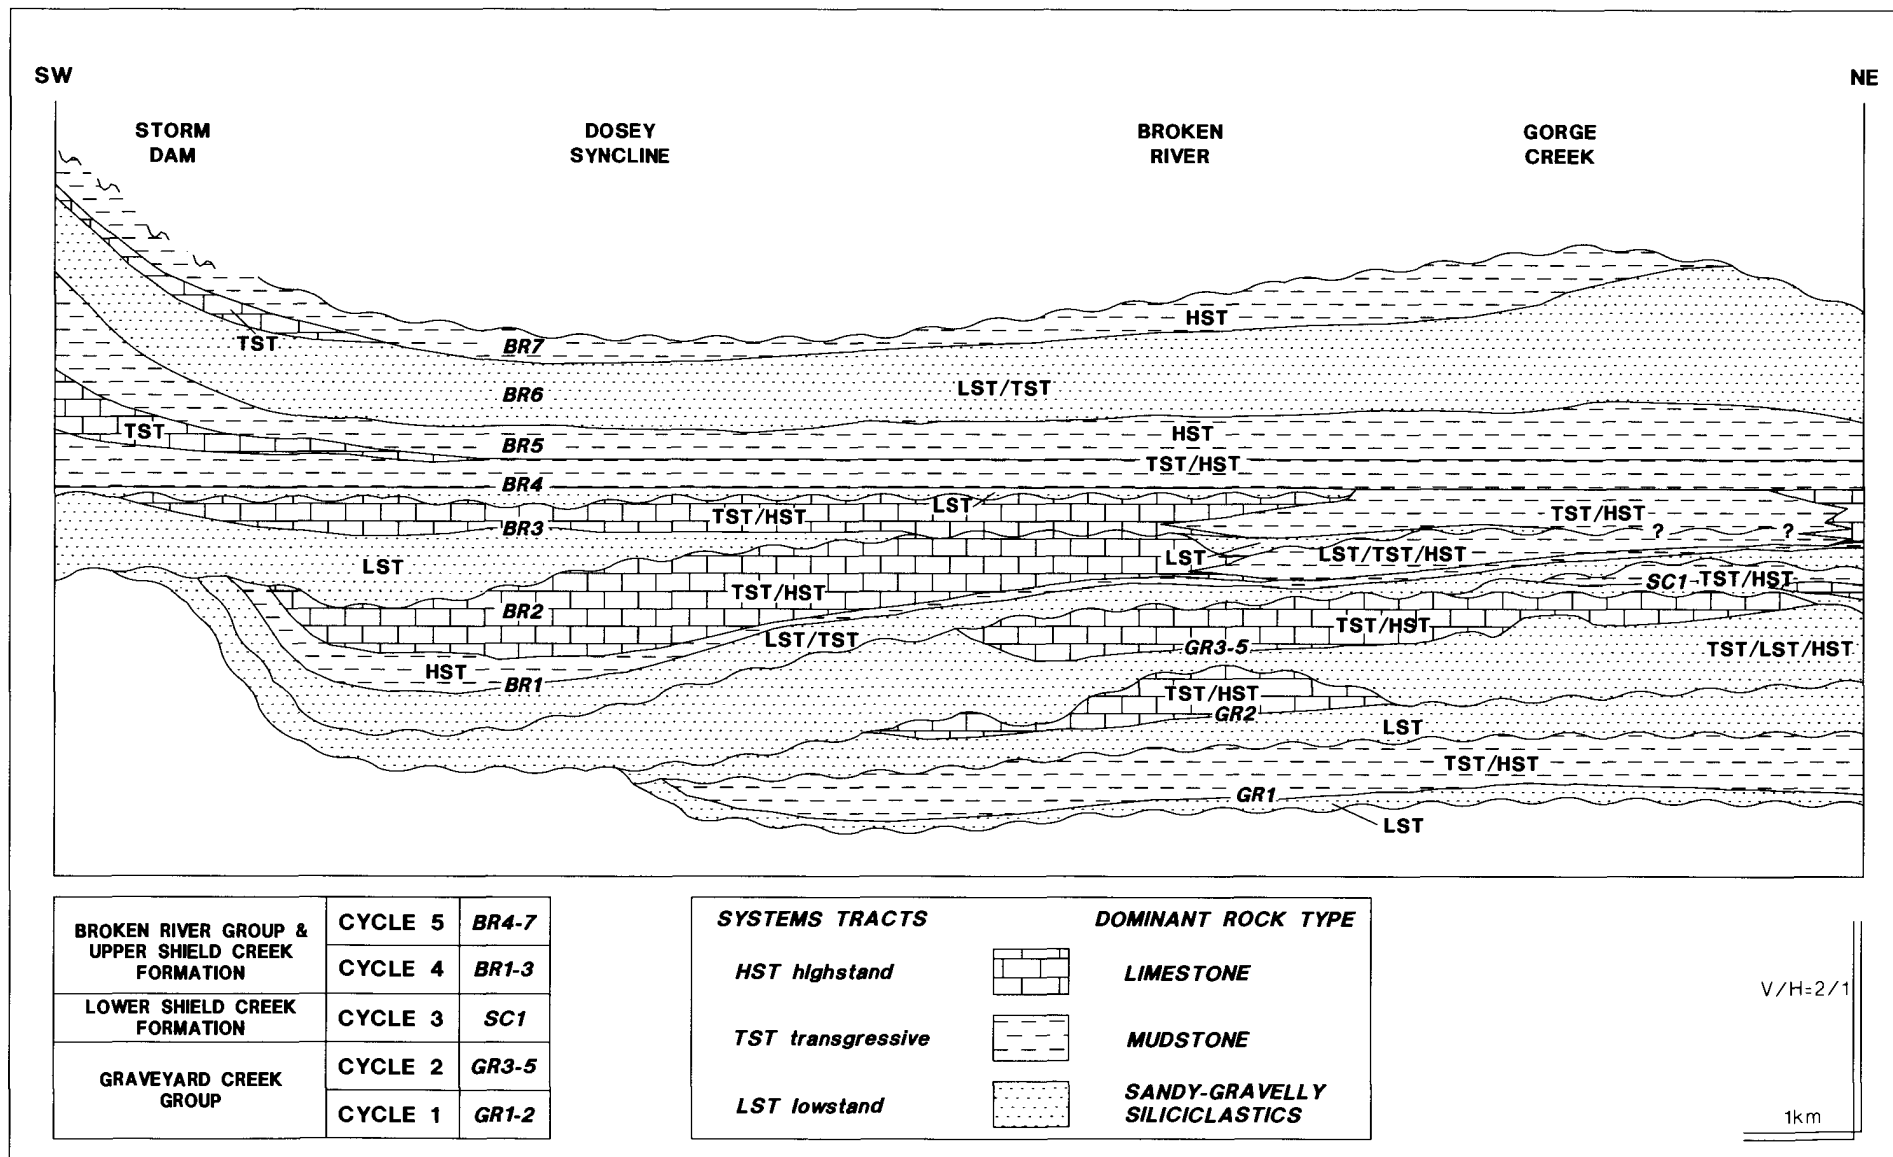 SW
NE
STORM
DAM
DOSEY
SYNCLINE
BROKEN
RIVER
GORGE
CREEK
TST
BR7
HST
BR6
LST/TST
TST
BR5
HST
TST/HST
BR4
LST
BR3
TST/HST
TST/HST
?
?
LST
LST
LST/TST/HST
BR2
TST/HST
SC1
TST/HST
LST/TST
TST/HST
GR3-5
TST/LST/HST
HST
BR1
TST/HST
GR2
LST
TST/HST
GR1
LST
BROKEN RIVER GROUP &
UPPER SHIELD CREEK
FORMATION
CYCLE 5
BR4-7
CYCLE 4
BR1-3
LOWER SHIELD CREEK
FORMATION
CYCLE 3
SC1
GRAVEYARD CREEK
GROUP
CYCLE 2
GR3-5
CYCLE 1
GR1-2
SYSTEMS TRACTS
DOMINANT ROCK TYPE
HST highstand
LIMESTONE
TST transgressive
MUDSTONE
LST lowstand
SANDY-GRAVELLY
SILICICLASTICS
V/H=2/1
1km